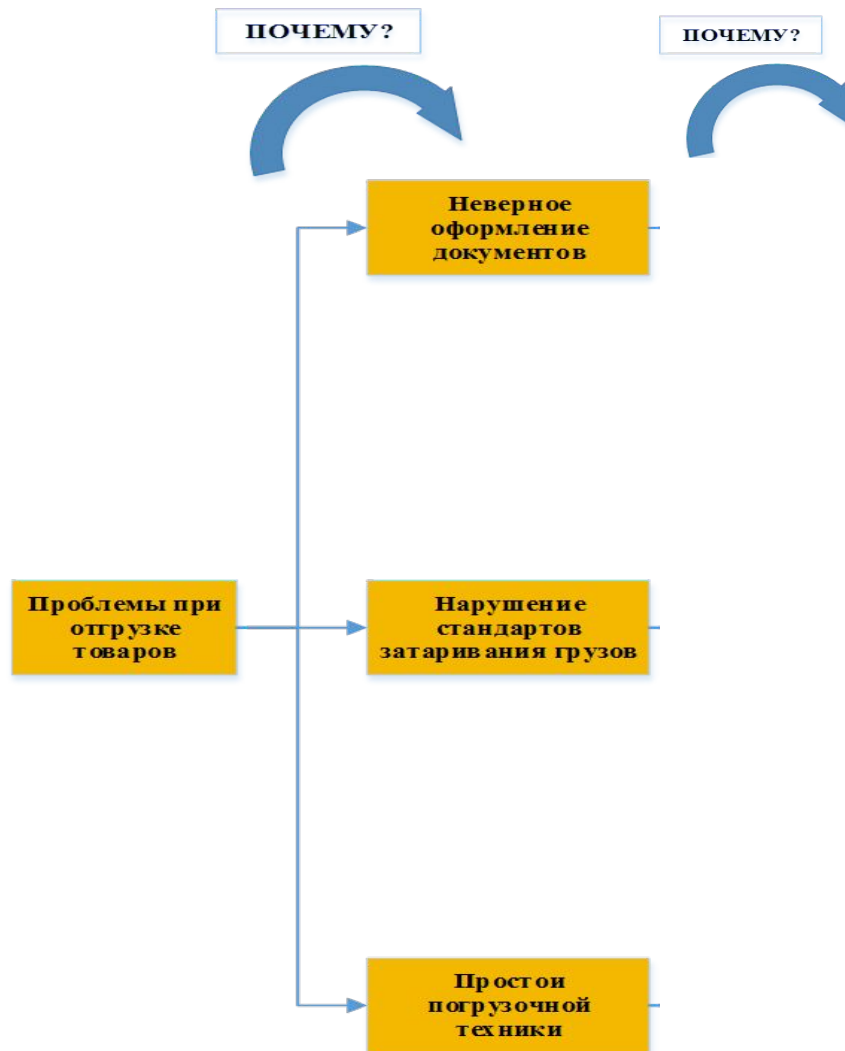 ПОЧЕМУ?
ПОЧЕМУ?
Неверное
оформление
документов
Проблемы при
отгрузке
товаров
Нарушение
стандартов
затаривания грузов
Простои
погрузочной
техники